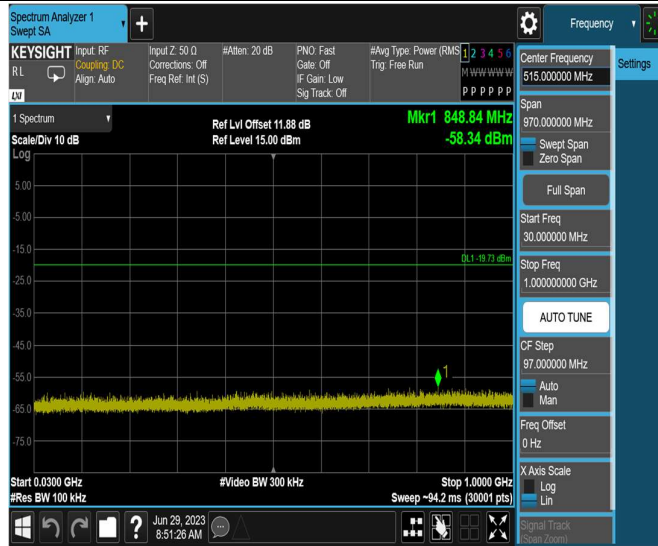 Spectrum Analyzer 1
Swept SA
+
Frequency
KEYSIGHT
RL
LXI
Input: RF
Coupling: DC
Align: Auto
Input Z: 50 Ω
Corrections: Off
Freq Ref: Int (S)
#Atten: 20 dB
PNO: Fast
Gate: Off
IF Gain: Low
Sig Track: Off
#Avg Type: Power (RMS
Trig: Free Run
1 2 3 4 5 6
M W W W W W
P P P P P P
1 Spectrum
Scale/Div 10 dB
Log
Ref Lvl Offset 11.88 dB
Ref Level 15.00 dBm
Mkr1 848.84 MHz
-58.34 dBm
5.00
-5.00
-15.0
DL1 -19.73 dBm
-25.0
-35.0
-45.0
1
-55.0
-65.0
-75.0
Start 0.0300 GHz
#Res BW 100 kHz
#Video BW 300 kHz
Stop 1.0000 GHz
Sweep ~94.2 ms (30001 pts)
?
Jun 29, 2023
8:51:26 AM
Center Frequency
515.000000 MHz
Settings
Span
970.000000 MHz
Swept Span
Zero Span
Full Span
Start Freq
30.000000 MHz
Stop Freq
1.000000000 GHz
AUTO TUNE
CF Step
97.000000 MHz
Auto
Man
Freq Offset
0 Hz
X Axis Scale
Log
Lin
Signal Track
(Span Zoom)